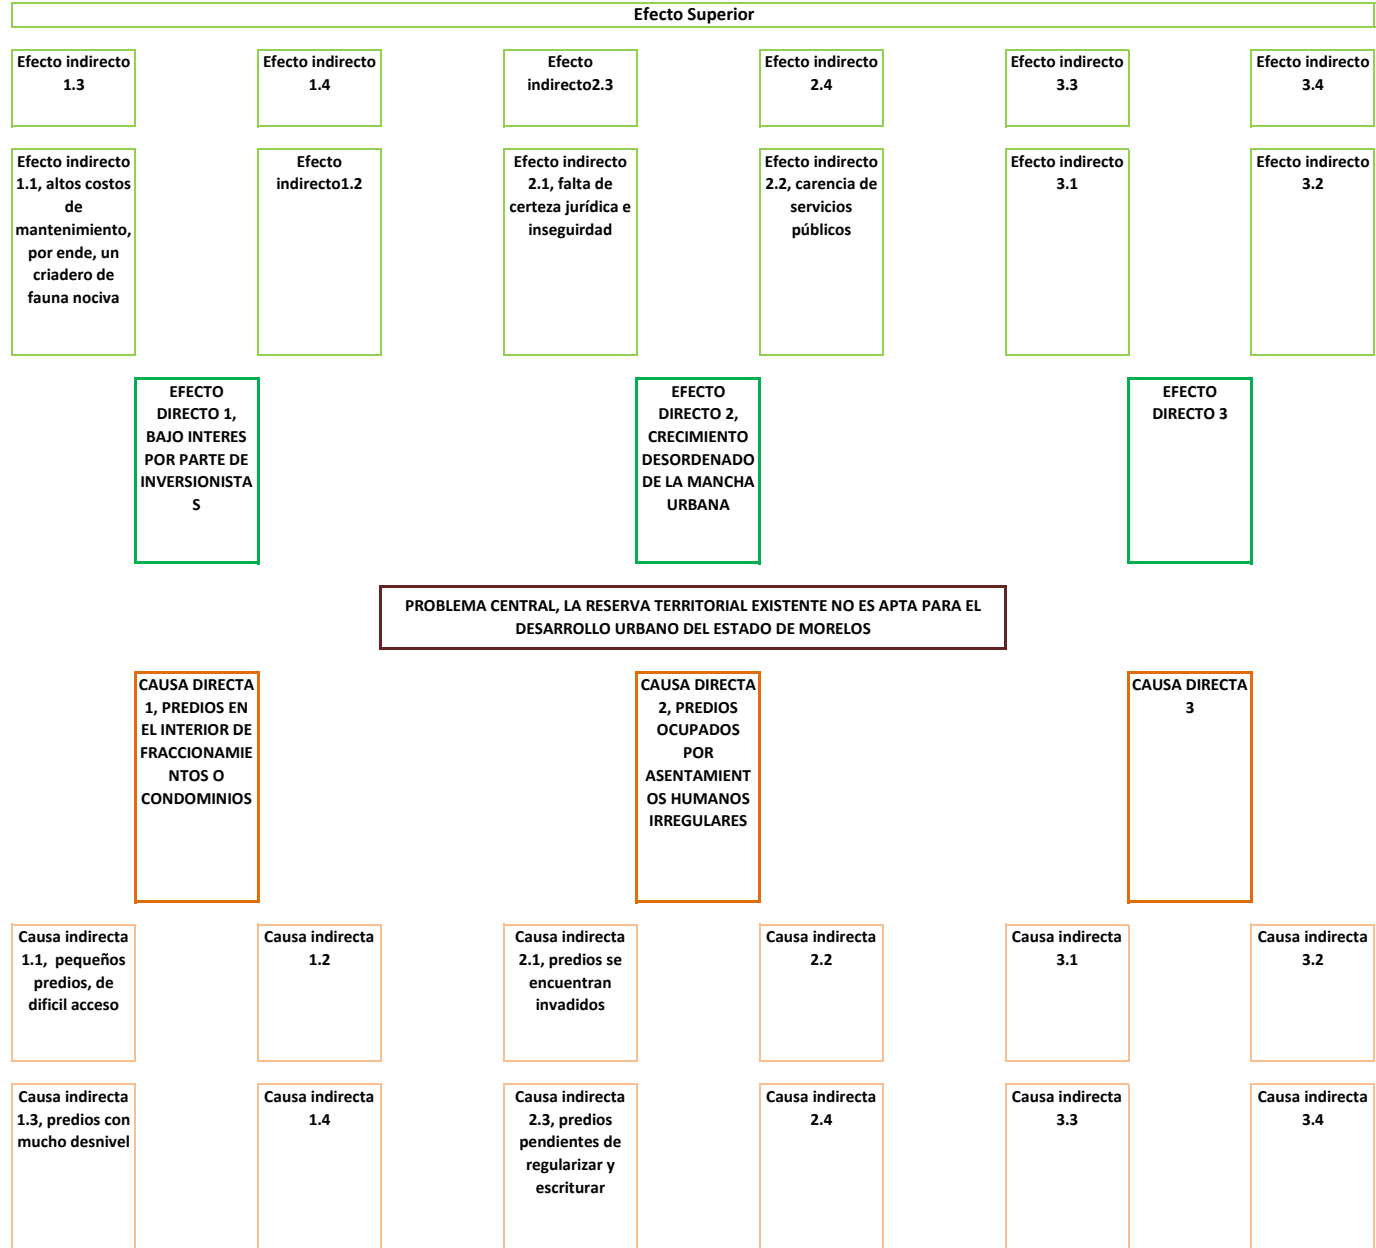 Efecto Superior
Efecto indirecto
1.3
Efecto indirecto
1.4
Efecto
indirecto2.3
Efecto indirecto
2.4
Efecto indirecto
3.3
Efecto indirecto
3.4
Efecto indirecto
1.1, altos costos
de
mantenimiento,
por ende, un
criadero de
fauna nociva
Efecto
indirecto1.2
Efecto indirecto
2.1, falta de
certeza jurídica e
inseguirdad
Efecto indirecto
2.2, carencia de
servicios
públicos
Efecto indirecto
3.1
Efecto indirecto
3.2
EFECTO
DIRECTO 1,
BAJO INTERES
POR PARTE DE
INVERSIONISTA
S
EFECTO
DIRECTO 2,
CRECIMIENTO
DESORDENADO
DE LA MANCHA
URBANA
EFECTO
DIRECTO 3
PROBLEMA CENTRAL, LA RESERVA TERRITORIAL EXISTENTE NO ES APTA PARA EL
DESARROLLO URBANO DEL ESTADO DE MORELOS
CAUSA DIRECTA
1, PREDIOS EN
EL INTERIOR DE
FRACCIONAMIE
NTOS O
CONDOMINIOS
CAUSA DIRECTA
2, PREDIOS
OCUPADOS
POR
ASENTAMIENT
OS HUMANOS
IRREGULARES
CAUSA DIRECTA
3
Causa indirecta
1.1,  pequeños
predios, de
dificil acceso
Causa indirecta
1.2
Causa indirecta
2.1, predios se
encuentran
invadidos
Causa indirecta
2.2
Causa indirecta
3.1
Causa indirecta
3.2
Causa indirecta
1.3, predios con
mucho desnivel
Causa indirecta
1.4
Causa indirecta
2.3, predios
pendientes de
regularizar y
escriturar
Causa indirecta
2.4
Causa indirecta
3.3
Causa indirecta
3.4